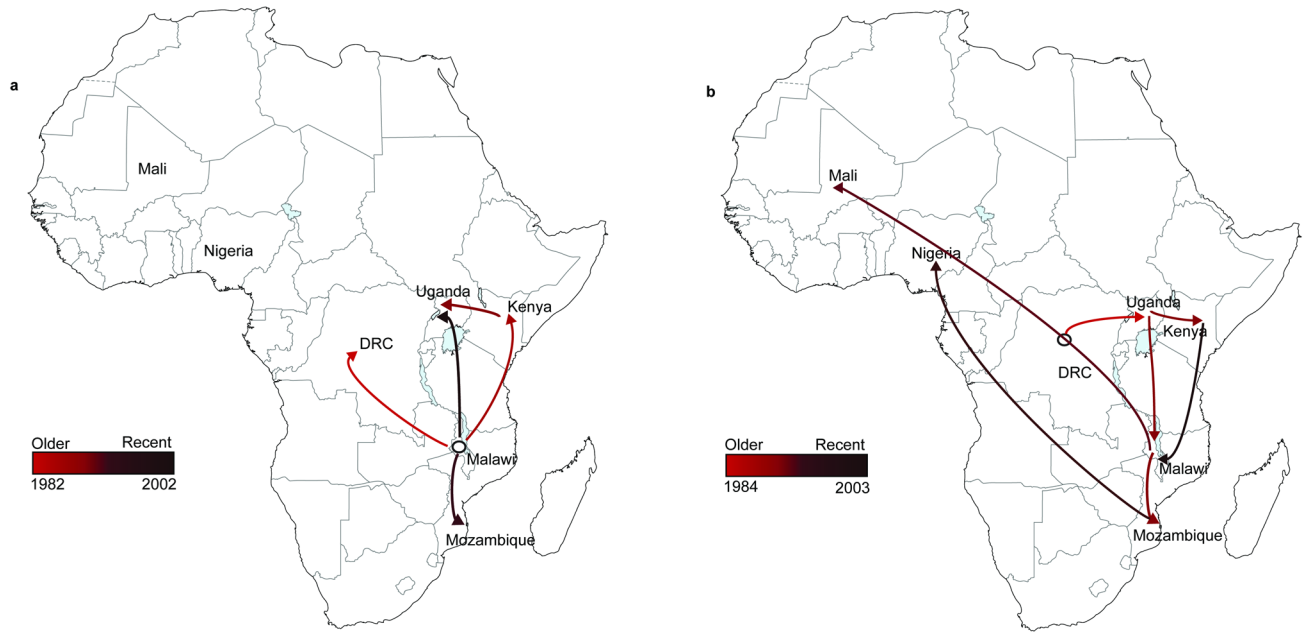 a
Mali
Nigeria
Uganda
Kenya
DRC
Malawi
Mozambique
Older Recent
1982 2002
b
Mali
Nigeria
Uganda
Kenya
DRC
Malawi
Mozambique
Older Recent
1984 2003